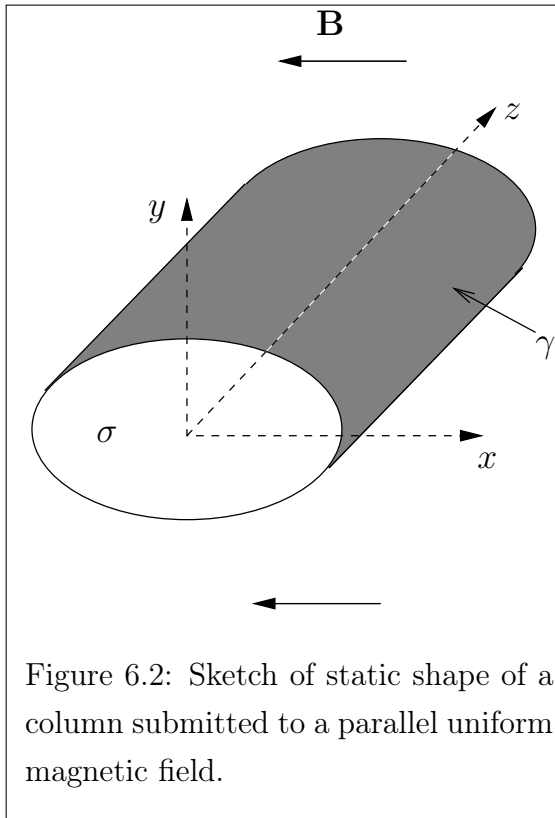 B
z
y
γ
σ
x
Figure 6.2: Sketch of static shape of a
column submitted to a parallel uniform
magnetic field.